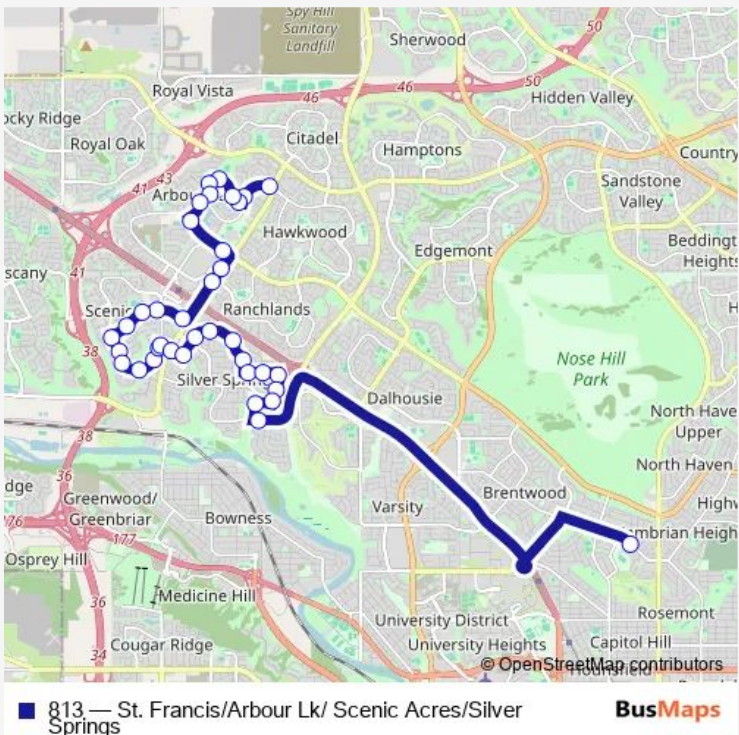 Spy Hill
Sanitary
Landfill
Sherwood
50
50
Royal Vista
46
46
Hidden Valley
ocky Ridge
Royal Oak
Citadel
Hamptons
Country
43
41
Arbou
Sandstone
Valley
Hawkwood
Edgemont
Beddingt
Heights
scany
41
Scenic
Ranchlands
38
Nose Hill
Park
Silver Sprin
Dalhousie
North Have
Upper
38
North Haven
36
dge
Greenwood/
Greenbriar
Bowness
Varsity
Brentwood
Highw
176
177
mbrian Heigh
Osprey Hill
Medicine Hill
36
Rosemont
University District
Cougar Ridge
University Heights
Capitol Hill
34
© OpenStreetMap contributors
Hounsfield
813 — St. Francis/Arbour Lk/ Scenic Acres/Silver
Springs
BusMaps